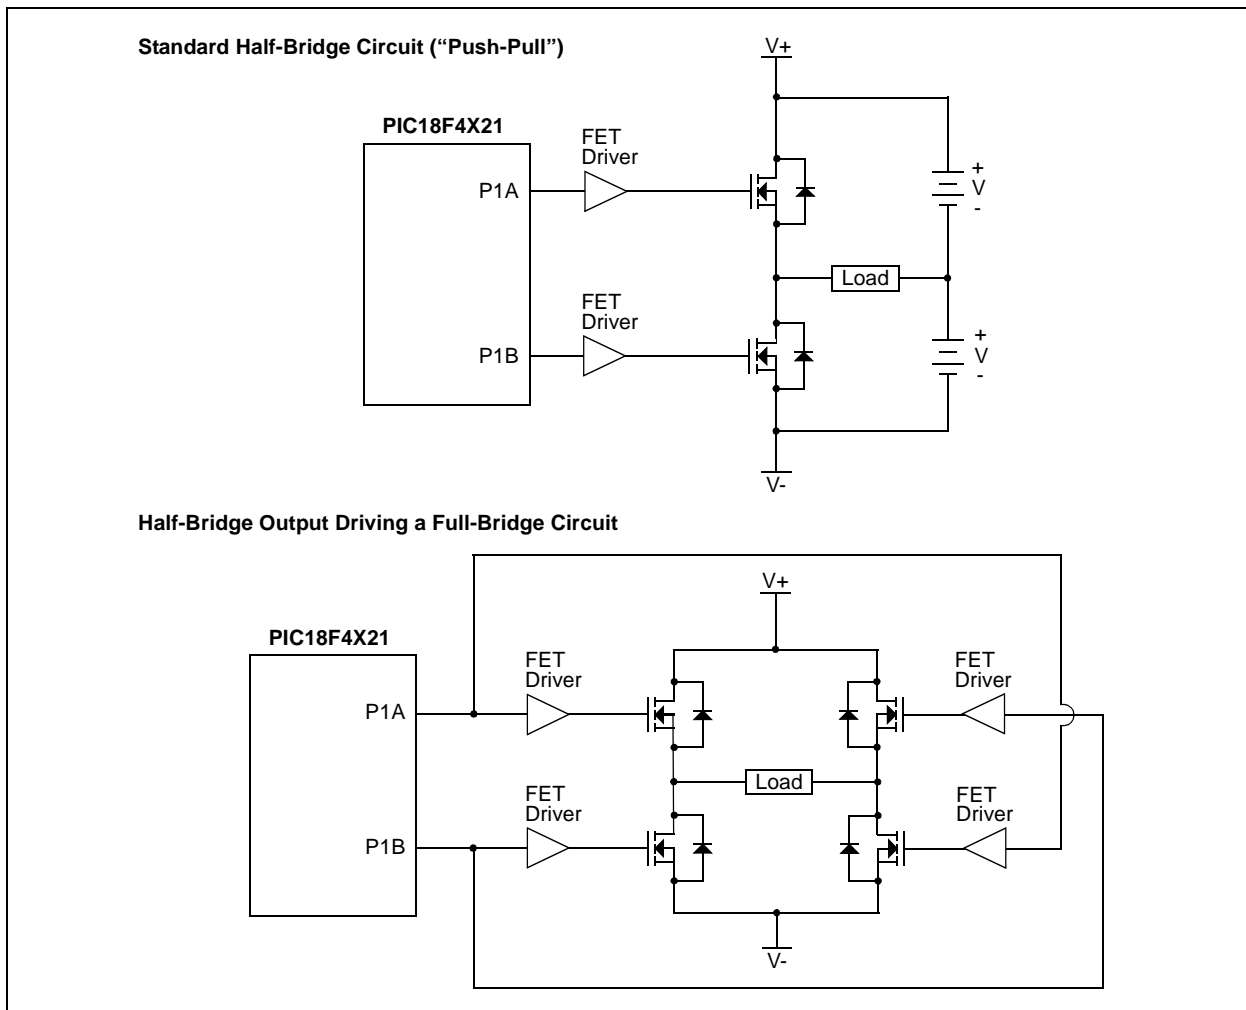 Standard Half-Bridge Circuit (“Push-Pull”)
V+
PIC18F4X21
FET
Driver
P1A
+
V
-
Load
FET
Driver
P1B
+
V
-
V-
Half-Bridge Output Driving a Full-Bridge Circuit
V+
PIC18F4X21
FET
Driver
FET
Driver
P1A
Load
FET
Driver
FET
Driver
P1B
V-